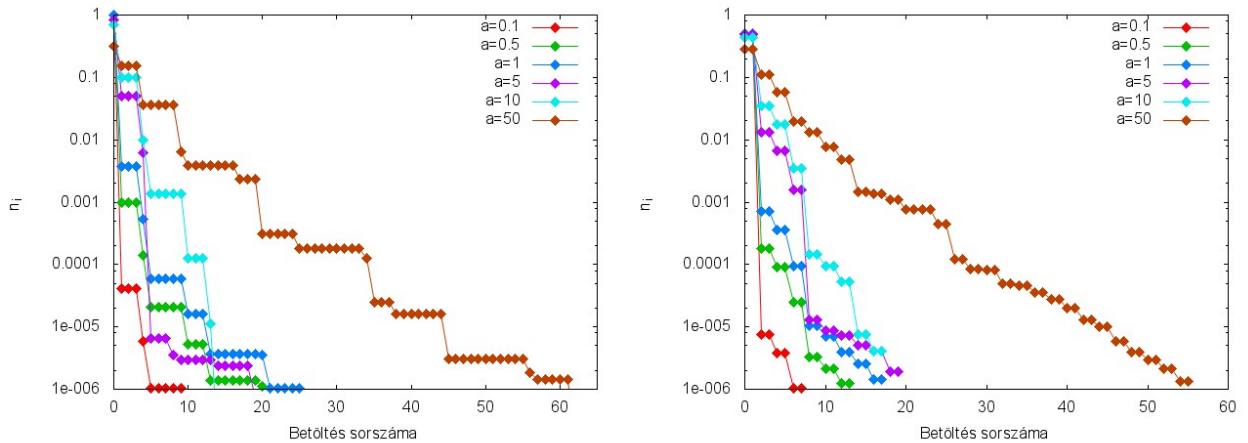 1
0.1
0.01
0.001
0.0001
1e-005
1e-006
n_i
0 10 20 30 40 50 60
Betöltés sorszáma
a=0.1
a=0.5
a=1
a=5
a=10
a=50
1
0.1
0.01
0.001
0.0001
1e-005
1e-006
n_i
0 10 20 30 40 50 60
Betöltés sorszáma
a=0.1
a=0.5
a=1
a=5
a=10
a=50